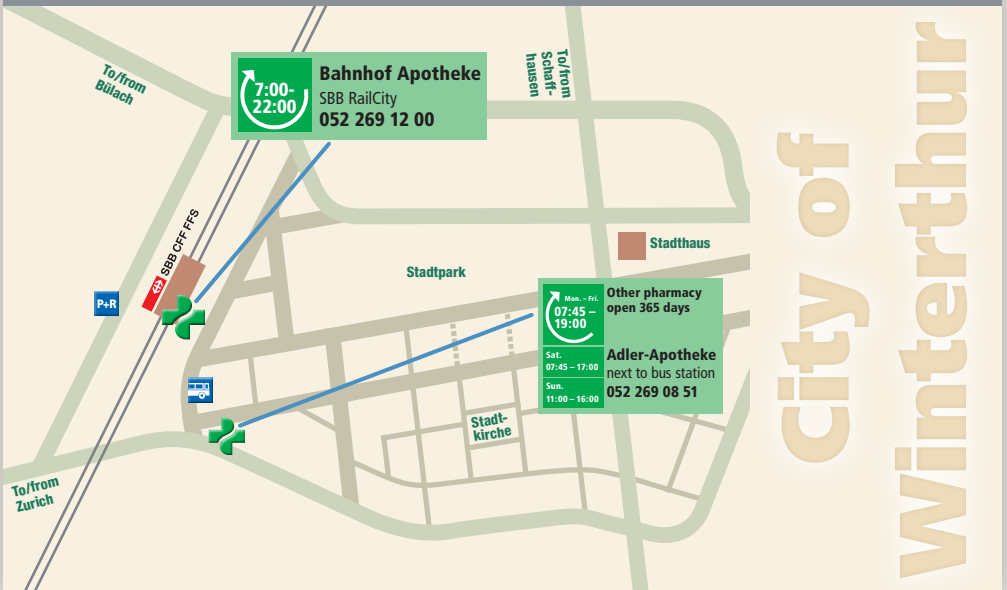 To/from
Bülach
7:00-
22:00
Bahnhof Apotheke
SBB RailCity
052 269 12 00
To/from
Schaff-
hausen
SBB CFF FFS
P+R
Stadtpark
Stadthaus
Mon. – Fri.
07:45 –
19:00
Other pharmacy
open 365 days
Sat.
07:45 – 17:00
Sun.
11:00 – 16:00
Adler-Apotheke
next to bus station
052 269 08 51
Stadt-
kirche
To/from
Zurich
City of
Winterthur